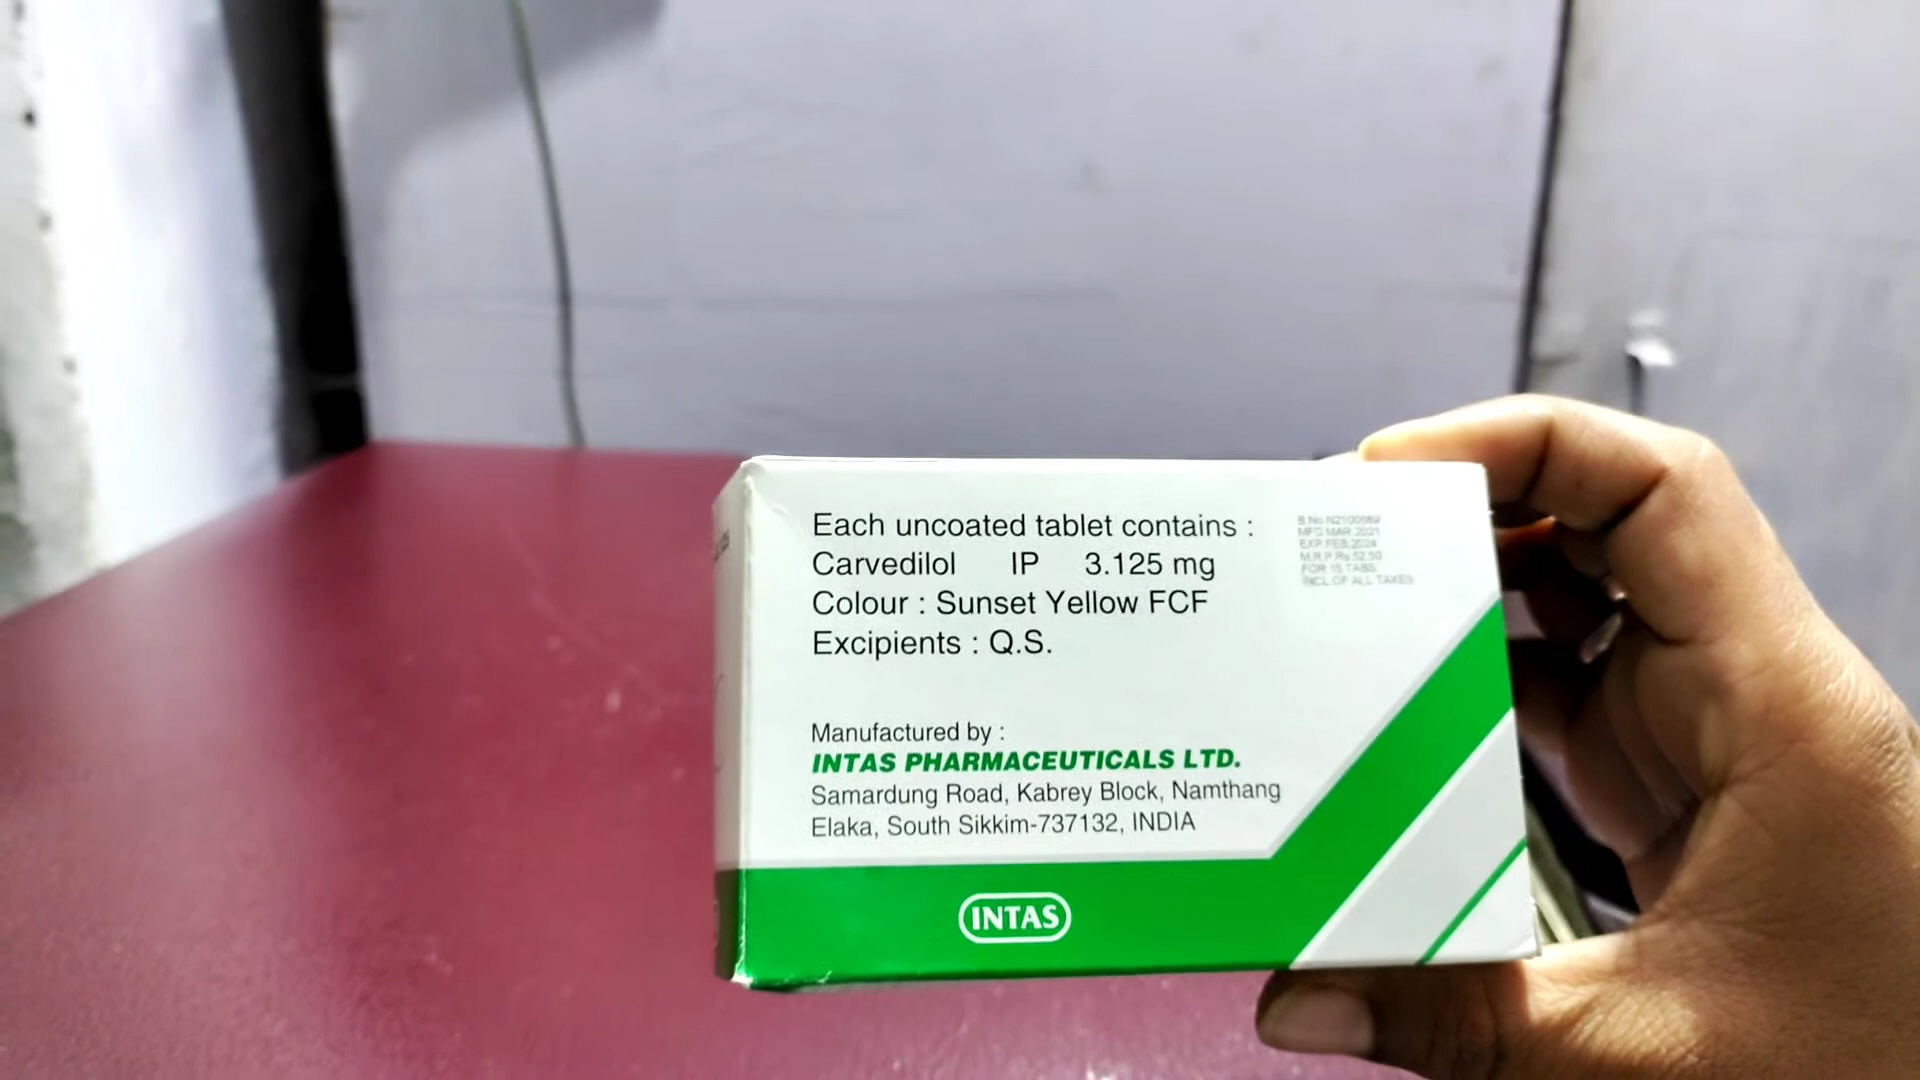 Each uncoated tablet contains :
Carvedilol IP 3.125 mg
Colour : Sunset Yellow FCF
Excipients : Q.S.
B.No.
MFG.MAR.2021
EXP.FEB.2024
M.R.P.Rs.52.50
FOR 15 TABS
INCL.OF ALL TAXES
Manufactured by :
INTAS PHARMACEUTICALS LTD.
Samardung Road, Kabrey Block, Namthang
Elaka, South Sikkim-737132, INDIA
INTAS